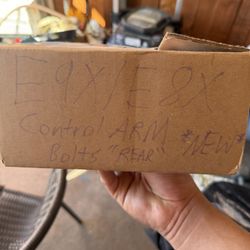 E9X/E8X
Control ARM
Bolts "REAR" *NEW*